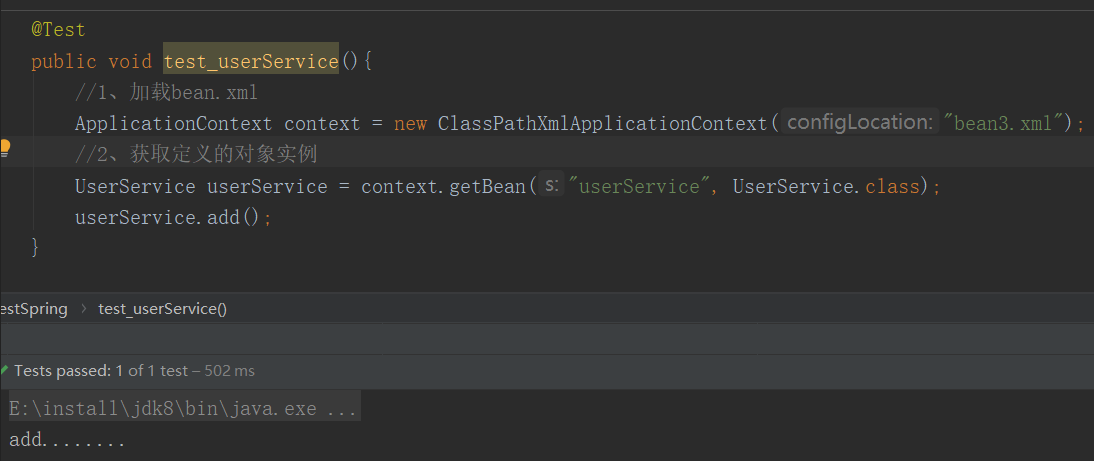 @Test
public void test_userService(){
//1、加载bean.xml
ApplicationContext context = new ClassPathXmlApplicationContext( configLocation: "bean3.xml");
//2、获取定义的对象实例
UserService userService = context.getBean( s: "userService", UserService.class);
userService.add();
}
estSpring › test_userService()
Tests passed: 1 of 1 test – 502 ms
E:\install\jdk8\bin\java.exe ...
add........